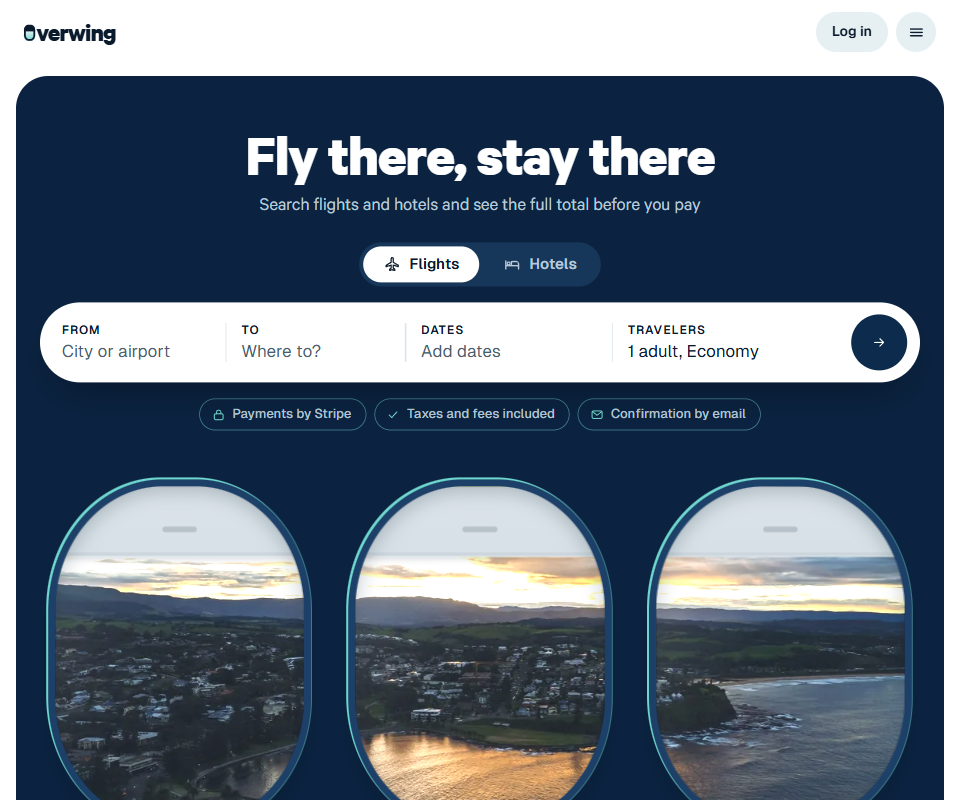 Overwing
Log in
Fly there, stay there
Search flights and hotels and see the full total before you pay
Flights
Hotels
FROM
City or airport
TO
Where to?
DATES
Add dates
TRAVELERS
1 adult, Economy
Payments by Stripe
Taxes and fees included
Confirmation by email